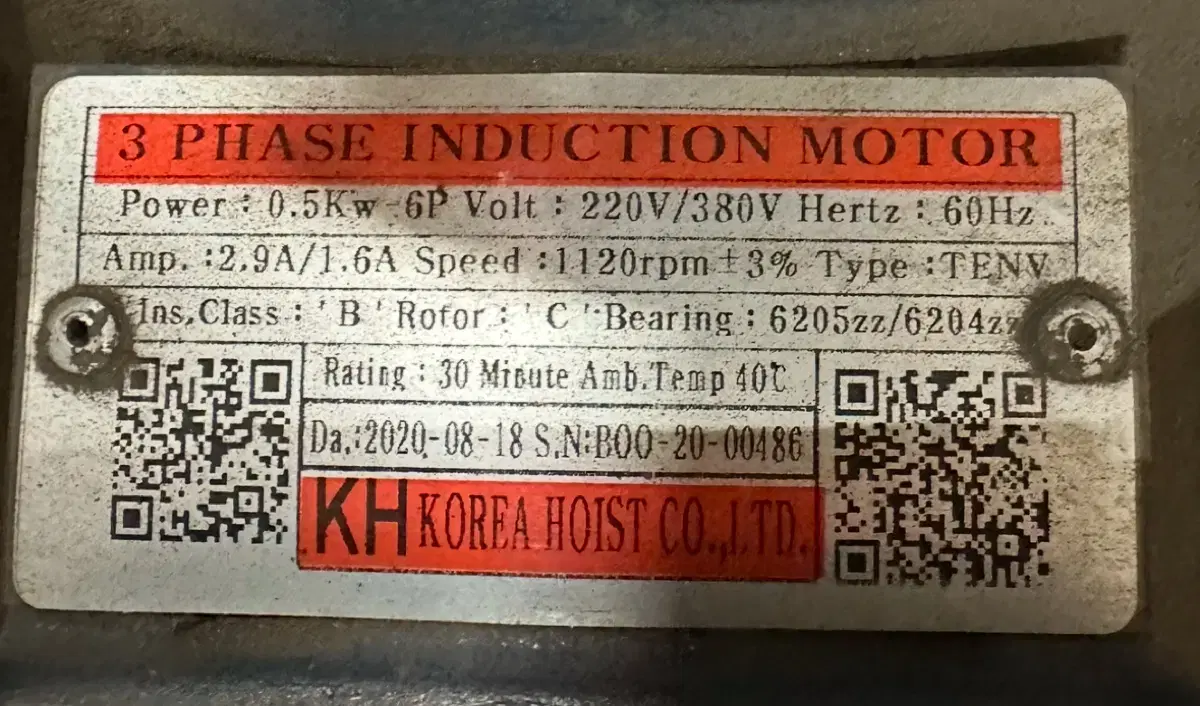 3 PHASE INDUCTION MOTOR
Power : 0.5Kw -6P Volt : 220V/380V Hertz : 60Hz
Amp. :2.9A/1.6A Speed :1120rpm±3% Type :TENV
Ins.Class : 'B' Rotor : 'C' Bearing : 6205zz/6204zz
Rating : 30 Minute Amb.Temp 40℃
Da.:2020-08-18 S.N:BOO-20-00486
KH KOREA HOIST CO.,LTD.